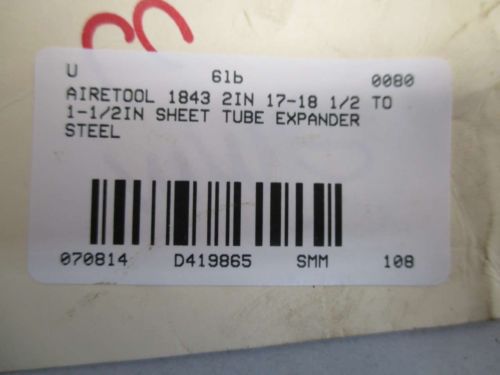 U 6lb 0080
AIRETOOL 1843 2IN 17-18 1/2 TO
1-1/2IN SHEET TUBE EXPANDER
STEEL
070814 D419865 SMM 108